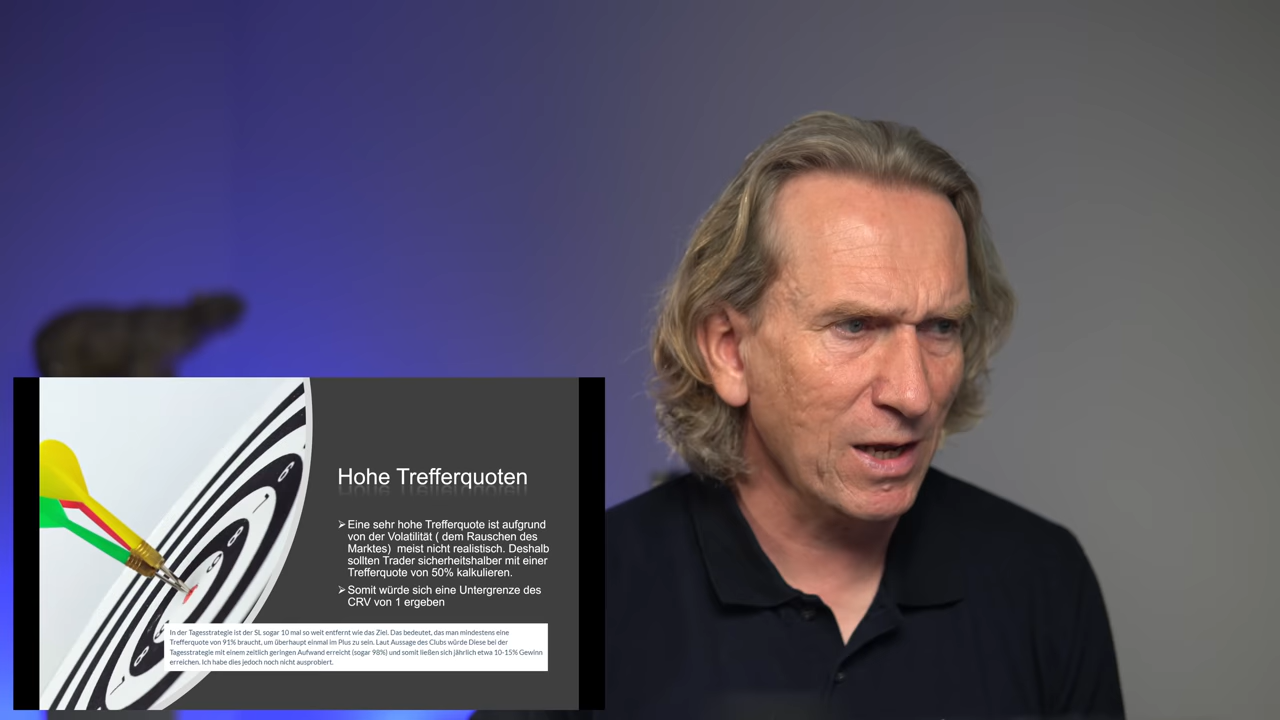 Hohe Trefferquoten
➢Eine sehr hohe Trefferquote ist aufgrund
von der Volatilität ( dem Rauschen des
Marktes) meist nicht realistisch. Deshalb
sollten Trader sicherheitshalber mit einer
Trefferquote von 50% kalkulieren.
➢Somit würde sich eine Untergrenze des
CRV von 1 ergeben
In der Tagesstrategie ist der SL sogar 10 mal so weit entfernt wie das Ziel. Das bedeutet, das man mindestens eine
Trefferquote von 91% braucht, um überhaupt einmal im Plus zu sein. Laut Aussage des Clubs würde Diese bei der
Tagesstrategie mit einem zeitlich geringen Aufwand erreicht (sogar 98%) und somit ließen sich jährlich etwa 10-15% Gewinn
erreichen. Ich habe dies jedoch noch nicht ausprobiert.